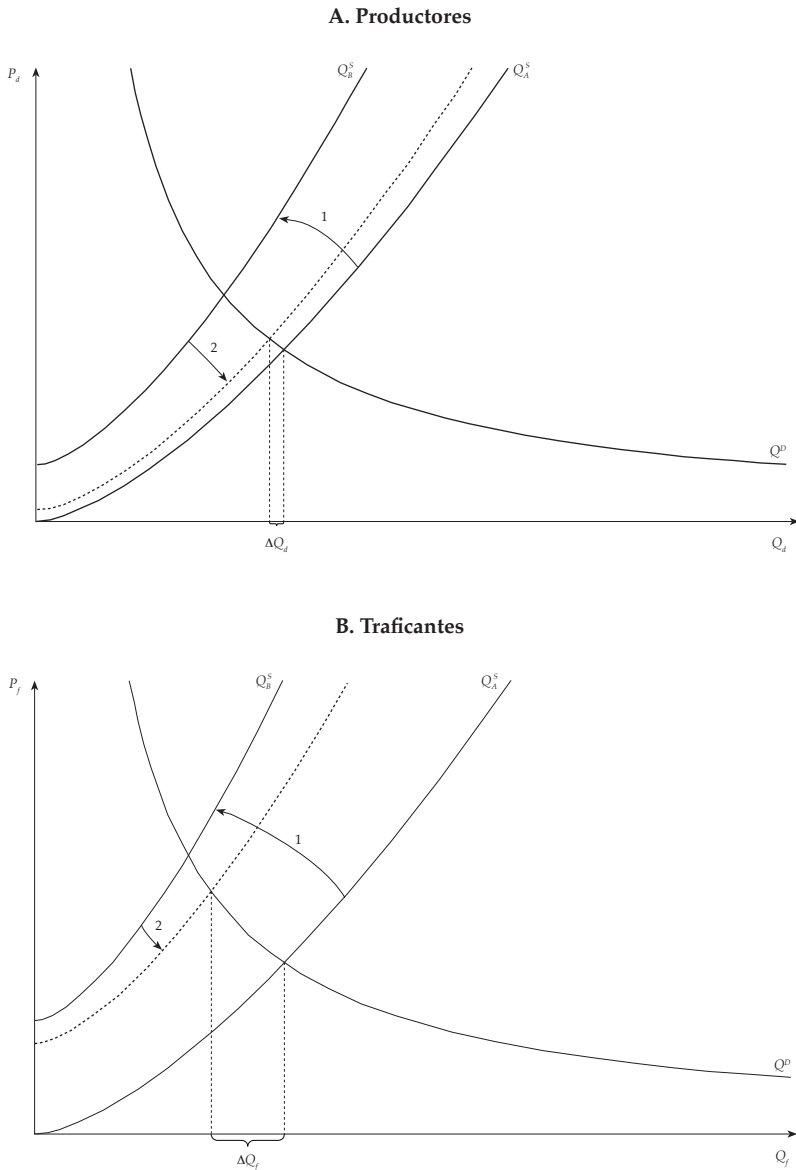 A. Productores
P_d
Q_B^S
Q_A^S
1
2
Q^D
ΔQ_d
Q_d
B. Traficantes
P_f
Q_B^S
Q_A^S
1
2
Q^D
ΔQ_f
Q_f